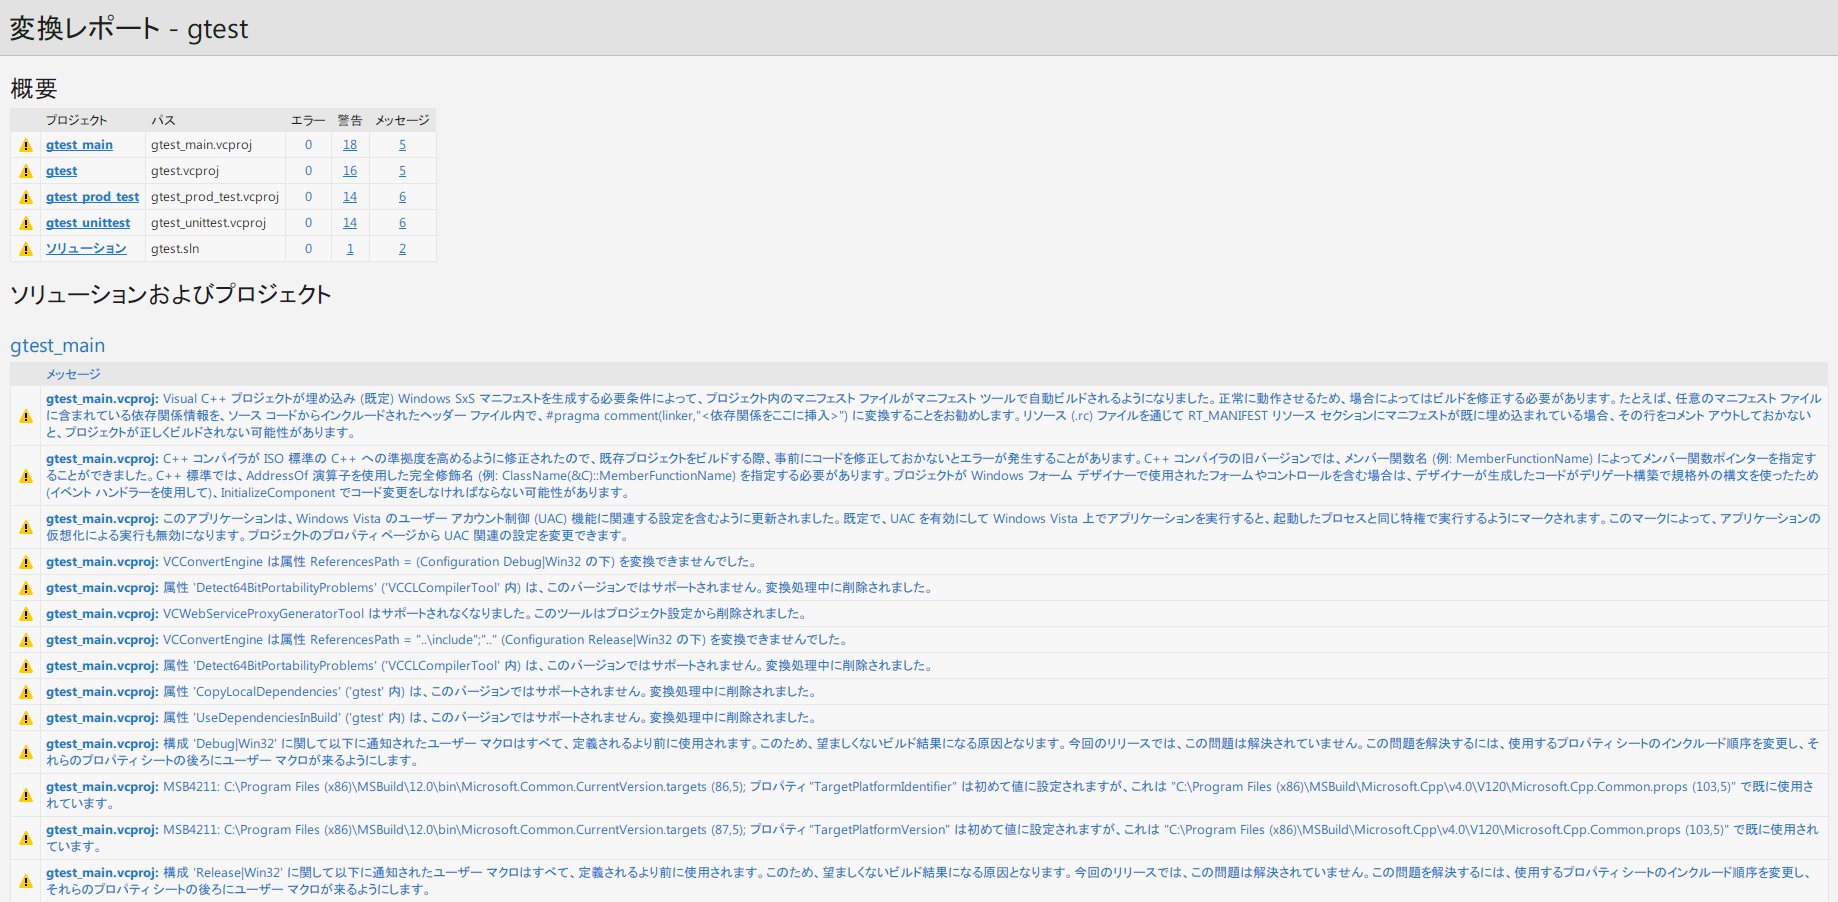 変換レポート - gtest
概要
プロジェクト パス エラー 警告 メッセージ
gtest_main gtest_main.vcproj 0 18 5
gtest gtest.vcproj 0 16 5
gtest_prod_test gtest_prod_test.vcproj 0 14 6
gtest_unittest gtest_unittest.vcproj 0 14 6
ソリューション gtest.sln 0 1 2
ソリューションおよびプロジェクト
gtest_main
メッセージ
gtest_main.vcproj: Visual C++ プロジェクトが埋め込み (既定) Windows SxS マニフェストを生成する必要条件によって、プロジェクト内のマニフェスト ファイルがマニフェスト ツールで自動ビルドされるようになりました。正常に動作させるため、場合によってはビルドを修正する必要があります。たとえば、任意のマニフェスト ファイル
に含まれている依存関係情報を、ソース コードからインクルードされたヘッダー ファイル内で、#pragma comment(linker,"<依存関係をここに挿入>") に変換することをお勧めします。リソース (.rc) ファイルを通じて RT_MANIFEST リソース セクションにマニフェストが既に埋め込まれている場合、その行をコメント アウトしておかない
と、プロジェクトが正しくビルドされない可能性があります。
gtest_main.vcproj: C++ コンパイラが ISO 標準の C++ への準拠度を高めるように修正されたので、既存プロジェクトをビルドする際、事前にコードを修正しておかないとエラーが発生することがあります。C++ コンパイラの旧バージョンでは、メンバー関数名 (例: MemberFunctionName) によってメンバー関数ポインターを指定す
ることができました。C++ 標準では、AddressOf 演算子を使用した完全修飾名 (例: ClassName(&C)::MemberFunctionName) を指定する必要があります。プロジェクトが Windows フォーム デザイナーで使用されたフォームやコントロールを含む場合は、デザイナーが生成したコードがデリゲート構築で規格外の構文を使ったため
(イベント ハンドラーを使用して)、InitializeComponent でコード変更をしなければならない可能性があります。
gtest_main.vcproj: このアプリケーションは、Windows Vista のユーザー アカウント制御 (UAC) 機能に関連する設定を含むように更新されました。既定で、UAC を有効にして Windows Vista 上でアプリケーションを実行すると、起動したプロセスと同じ特権で実行するようにマークされます。このマークによって、アプリケーションの
仮想化による実行も無効になります。プロジェクトのプロパティ ページから UAC 関連の設定を変更できます。
gtest_main.vcproj: VCConvertEngine は属性 ReferencesPath = (Configuration Debug|Win32 の下) を変換できませんでした。
gtest_main.vcproj: 属性 'Detect64BitPortabilityProblems' ('VCCLCompilerTool' 内) は、このバージョンではサポートされません。変換処理中に削除されました。
gtest_main.vcproj: VCWebServiceProxyGeneratorTool はサポートされなくなりました。このツールはプロジェクト設定から削除されました。
gtest_main.vcproj: VCConvertEngine は属性 ReferencesPath = "..\include";".." (Configuration Release|Win32 の下) を変換できませんでした。
gtest_main.vcproj: 属性 'Detect64BitPortabilityProblems' ('VCCLCompilerTool' 内) は、このバージョンではサポートされません。変換処理中に削除されました。
gtest_main.vcproj: 属性 'CopyLocalDependencies' ('gtest' 内) は、このバージョンではサポートされません。変換処理中に削除されました。
gtest_main.vcproj: 属性 'UseDependenciesInBuild' ('gtest' 内) は、このバージョンではサポートされません。変換処理中に削除されました。
gtest_main.vcproj: 構成 'Debug|Win32' に関して以下に通知されたユーザー マクロはすべて、定義されるより前に使用されます。このため、望ましくないビルド結果になる原因となります。今回のリリースでは、この問題は解決されていません。この問題を解決するには、使用するプロパティ シートのインクルード順序を変更し、そ
れらのプロパティ シートの後ろにユーザー マクロが来るようにします。
gtest_main.vcproj: MSB4211: C:\Program Files (x86)\MSBuild\12.0\bin\Microsoft.Common.CurrentVersion.targets (86,5); プロパティ "TargetPlatformIdentifier" は初めて値に設定されますが、これは "C:\Program Files (x86)\MSBuild\Microsoft.Cpp\v4.0\V120\Microsoft.Cpp.Common.props (103,5)" で既に使用さ
れています。
gtest_main.vcproj: MSB4211: C:\Program Files (x86)\MSBuild\12.0\bin\Microsoft.Common.CurrentVersion.targets (87,5); プロパティ "TargetPlatformVersion" は初めて値に設定されますが、これは "C:\Program Files (x86)\MSBuild\Microsoft.Cpp\v4.0\V120\Microsoft.Cpp.Common.props (103,5)" で既に使用され
ています。
gtest_main.vcproj: 構成 'Release|Win32' に関して以下に通知されたユーザー マクロはすべて、定義されるより前に使用されます。このため、望ましくないビルド結果になる原因となります。今回のリリースでは、この問題は解決されていません。この問題を解決するには、使用するプロパティ シートのインクルード順序を変更し、
それらのプロパティ シートの後ろにユーザー マクロが来るようにします。